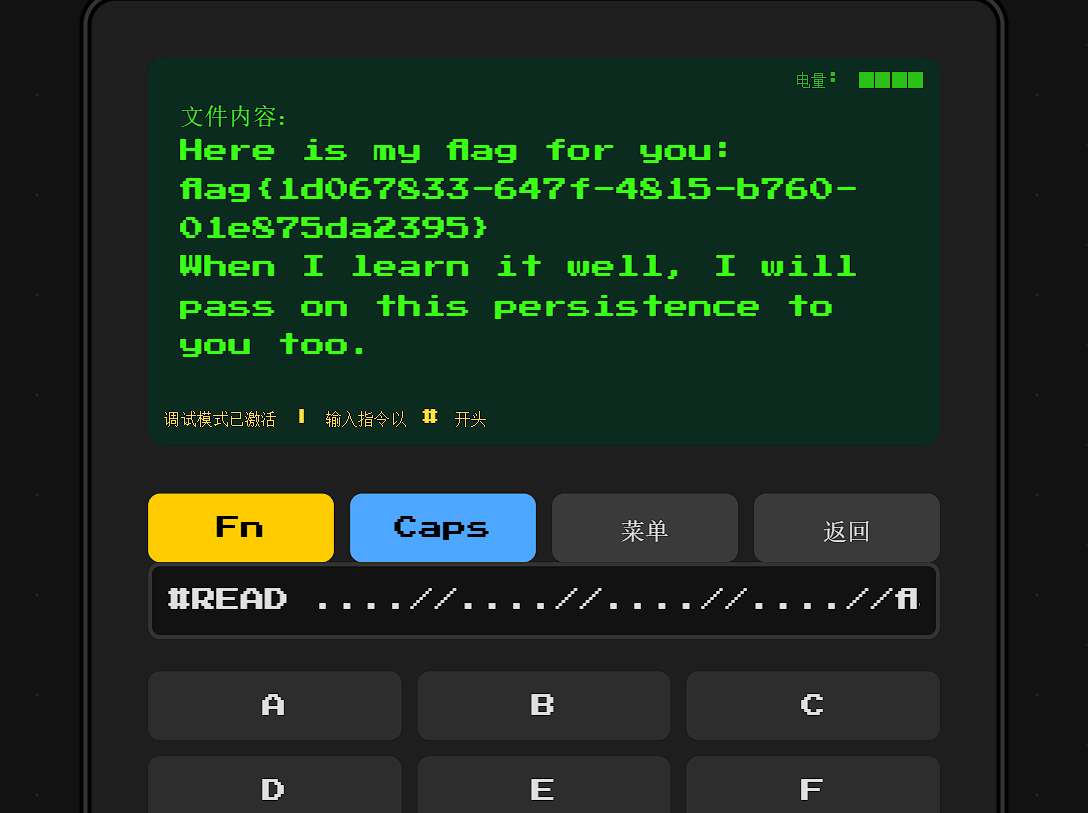 电量:
文件内容:
Here is my flag for you:
flag{1d067833-647f-4815-b760-
01e875da2395}
When I learn it well, I will
pass on this persistence to
you too.
调试模式已激活 | 输入指令以 # 开头
Fn Caps 菜单 返回
#READ ....//....//....//....//fl
A B C
D E F